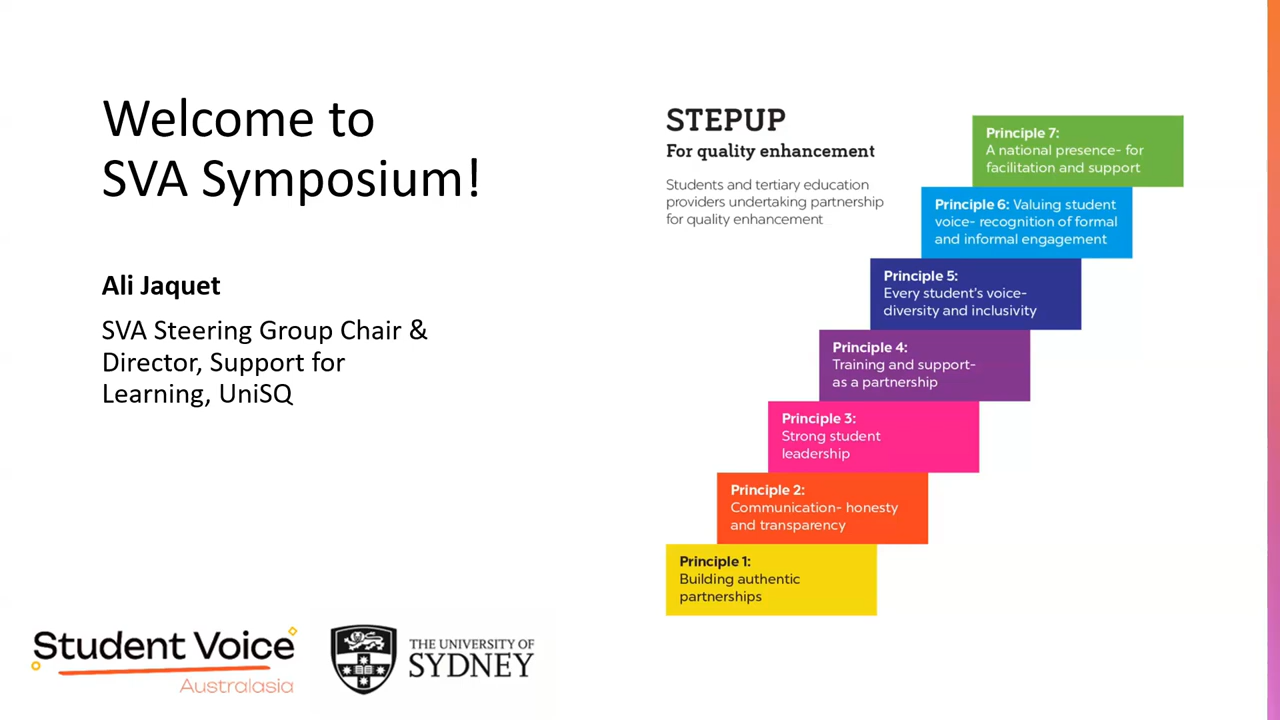 Welcome to
SVA Symposium!
Ali Jaquet
SVA Steering Group Chair &
Director, Support for
Learning, UniSQ
STEPUP
For quality enhancement
Students and tertiary education
providers undertaking partnership
for quality enhancement
Principle 7:
A national presence- for
facilitation and support
Principle 6: Valuing student
voice- recognition of formal
and informal engagement
Principle 5:
Every student's voice-
diversity and inclusivity
Principle 4:
Training and support-
as a partnership
Principle 3:
Strong student
leadership
Principle 2:
Communication- honesty
and transparency
Principle 1:
Building authentic
partnerships
Student Voice
Australasia
THE UNIVERSITY OF
SYDNEY